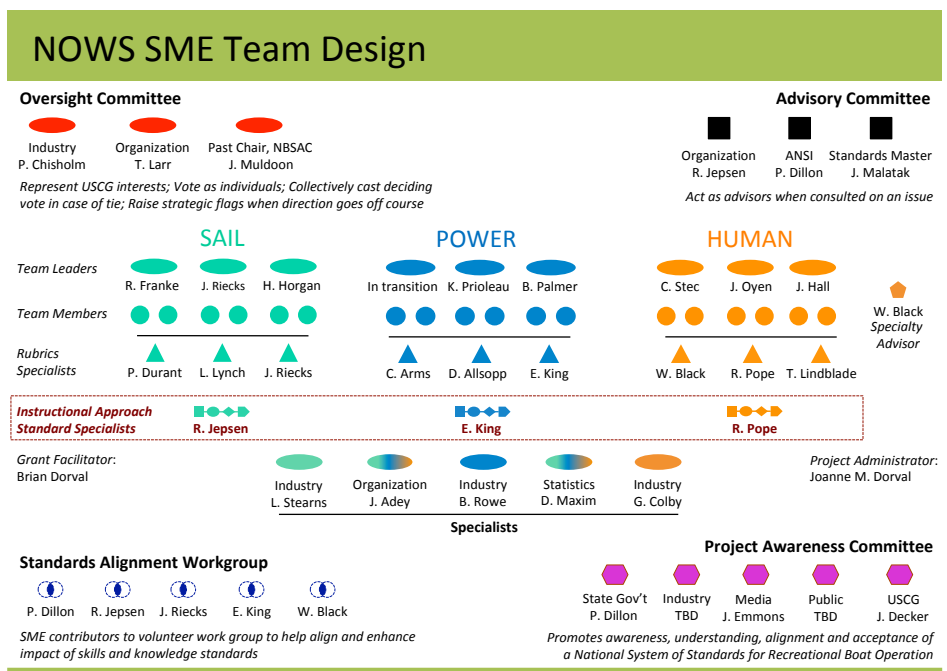 NOWS SME Team Design
Oversight Committee
Industry
P. Chisholm
Organization
T. Larr
Past Chair, NBSAC
J. Muldoon
Represent USCG interests; Vote as individuals; Collectively cast deciding
vote in case of tie; Raise strategic flags when direction goes off course
Advisory Committee
Organization
R. Jepsen
ANSI
P. Dillon
Standards Master
J. Malatak
Act as advisors when consulted on an issue
SAIL
POWER
HUMAN
Team Leaders
R. Franke
J. Riecks
H. Horgan
In transition
K. Prioleau
B. Palmer
C. Stec
J. Oyen
J. Hall
Team Members
W. Black
Specialty
Advisor
Rubrics
Specialists
P. Durant
L. Lynch
J. Riecks
C. Arms
D. Allsopp
E. King
W. Black
R. Pope
T. Lindblade
Instructional Approach
Standard Specialists
R. Jepsen
E. King
R. Pope
Grant Facilitator:
Brian Dorval
Industry
L. Stearns
Organization
J. Adey
Industry
B. Rowe
Statistics
D. Maxim
Industry
G. Colby
Specialists
Project Administrator:
Joanne M. Dorval
Standards Alignment Workgroup
P. Dillon
R. Jepsen
J. Riecks
E. King
W. Black
SME contributors to volunteer work group to help align and enhance
impact of skills and knowledge standards
Project Awareness Committee
State Gov't
P. Dillon
Industry
TBD
Media
J. Emmons
Public
TBD
USCG
J. Decker
Promotes awareness, understanding, alignment and acceptance of
a National System of Standards for Recreational Boat Operation